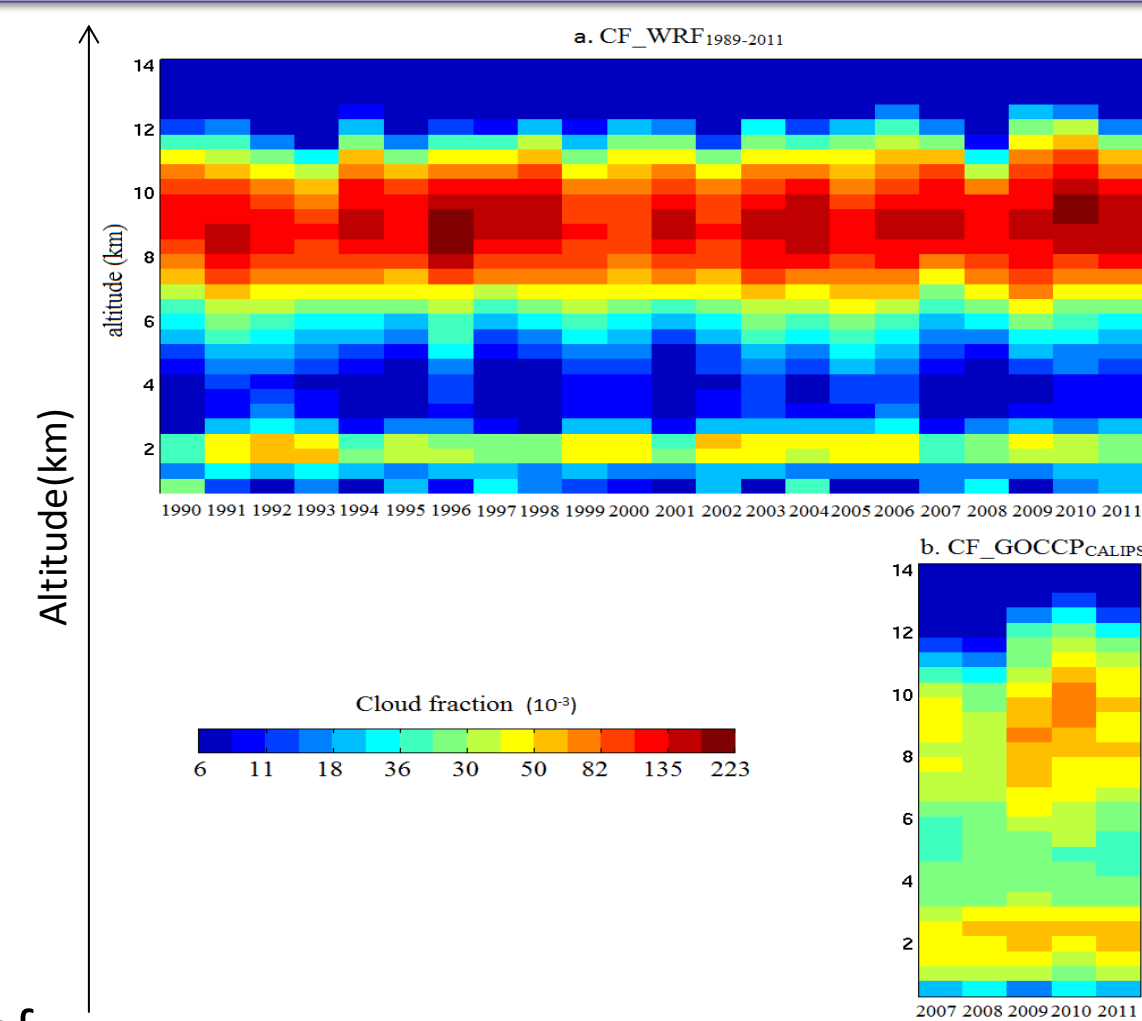 a. CF_WRF1989-2011
14
12
10
8
6
4
2
altitude (km)
Altitude(km)
1990 1991 1992 1993 1994 1995 1996 1997 1998 1999 2000 2001 2002 2003 2004 2005 2006 2007 2008 2009 2010 2011
b. CF_GOCCPCALIPS
14
12
10
8
6
4
2
2007 2008 2009 2010 2011
Cloud fraction (10-3)
6 11 18 36 30 50 82 135 223
f